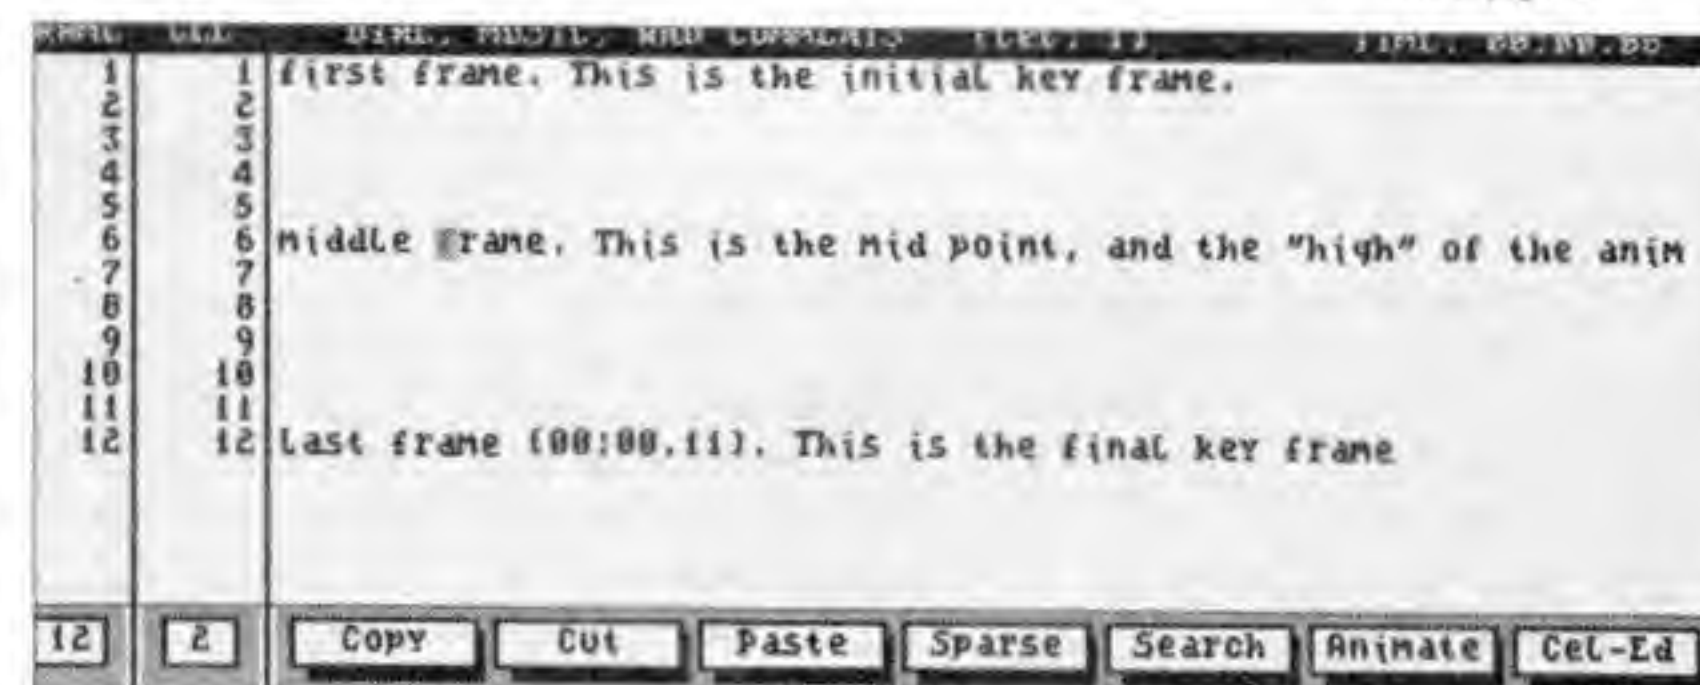 1 1 first frame. This is the initial key frame.
2 2
3 3
4 4
5 5
6 6 middle frame. This is the mid point, and the "high" of the anim
7 7
8 8
9 9
10 10
11 11
12 12 Last frame (00:00.11). This is the final key frame
12 2 Copy Cut Paste Sparse Search Animate Cel-Ed